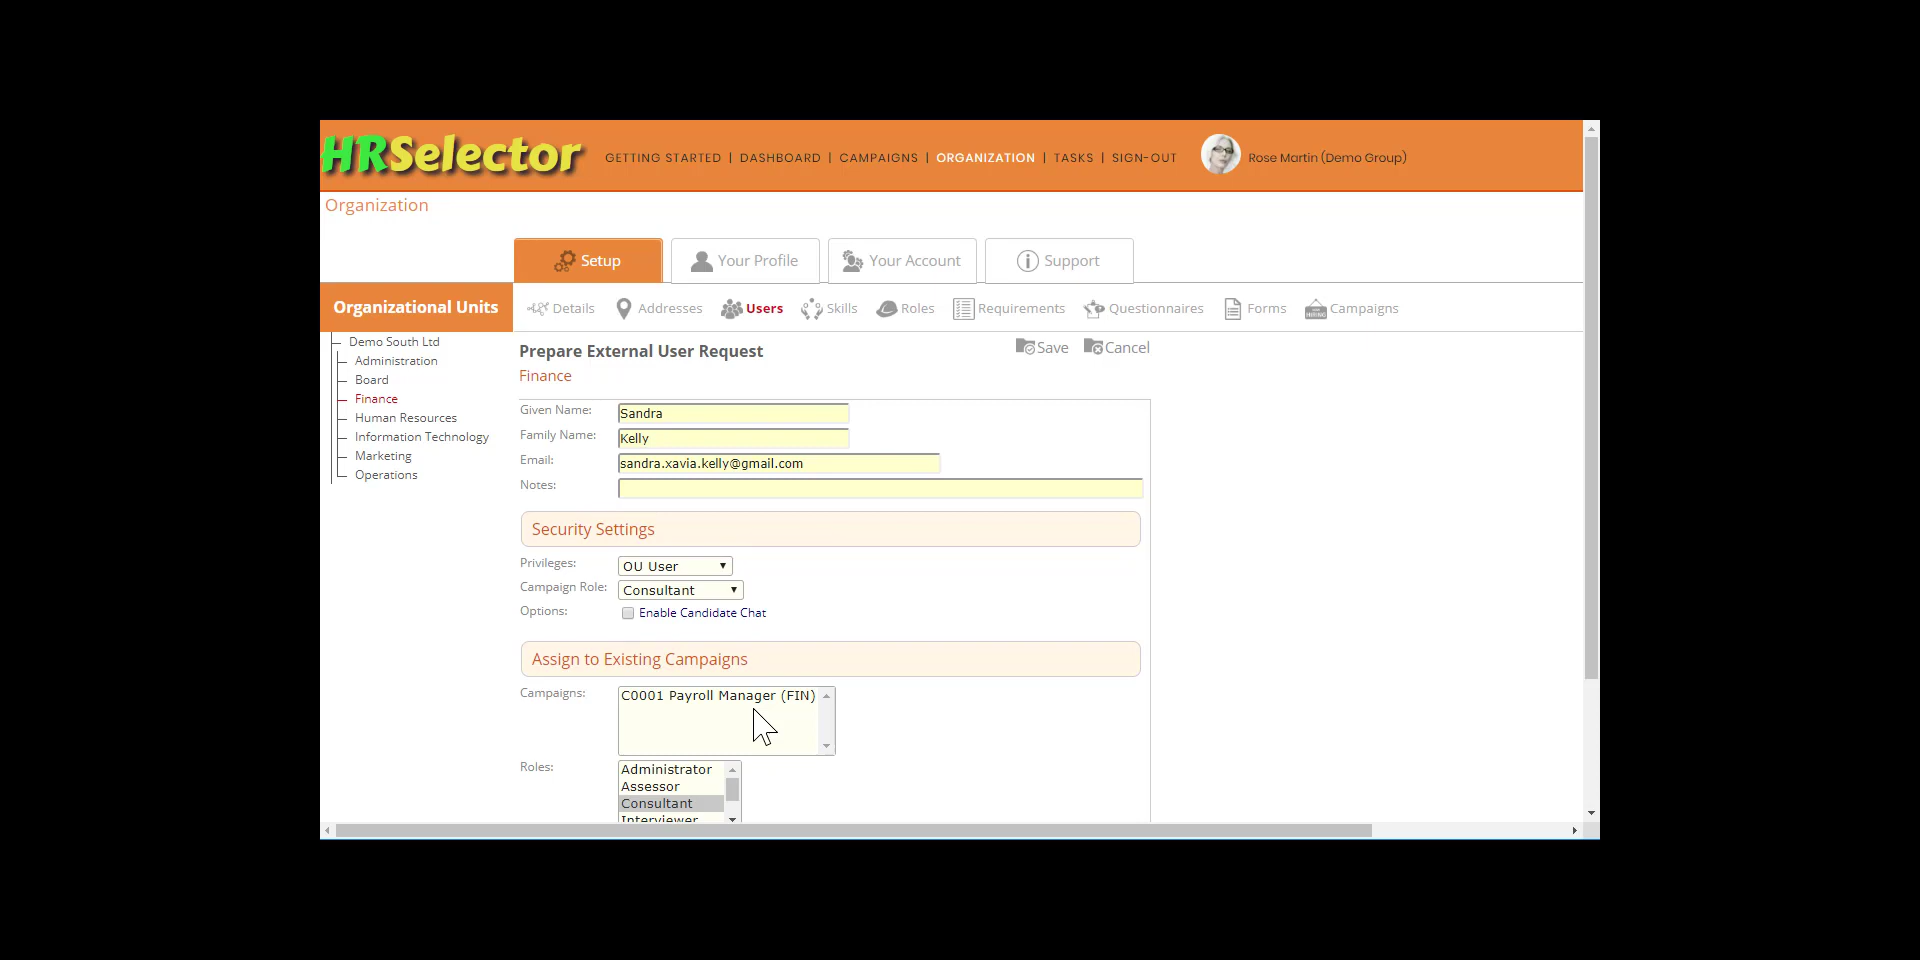 HRSelector
GETTING STARTED | DASHBOARD | CAMPAIGNS | ORGANIZATION | TASKS | SIGN-OUT
Rose Martin (Demo Group)
Organization
Setup
Your Profile
Your Account
Support
Organizational Units
Details
Addresses
Users
Skills
Roles
Requirements
Questionnaires
Forms
Campaigns
Demo South Ltd
Administration
Board
Finance
Human Resources
Information Technology
Marketing
Operations
Prepare External User Request
Save
Cancel
Finance
Given Name: Sandra
Family Name: Kelly
Email: sandra.xavia.kelly@gmail.com
Notes:
Security Settings
Privileges: OU User
Campaign Role: Consultant
Options: Enable Candidate Chat
Assign to Existing Campaigns
Campaigns: C0001 Payroll Manager (FIN)
Roles: Administrator
Assessor
Consultant
Interviewer